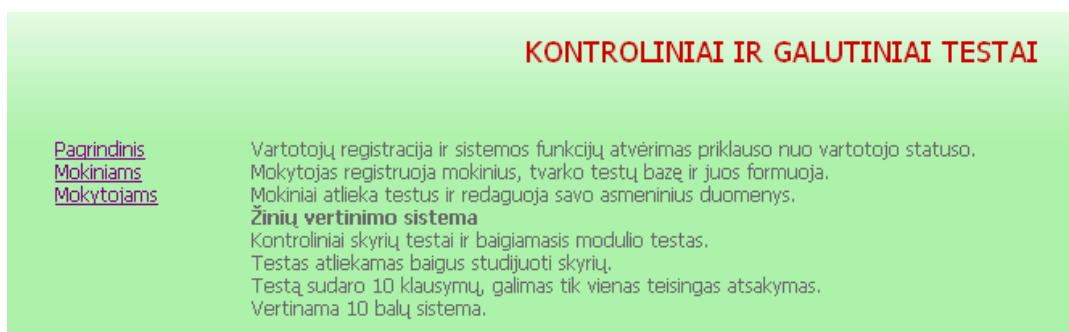 KONTROLINIAI IR GALUTINIAI TESTAI
Pagrindinis
Mokiniams
Mokytojams
Vartotojų registracija ir sistemos funkcijų atvėrimas priklauso nuo vartotojo statuso.
Mokytojas registruoja mokinius, tvarko testų bazę ir juos formuoja.
Mokiniai atlieka testus ir redaguoja savo asmeninius duomenys.
Žinių vertinimo sistema
Kontroliniai skyrių testai ir baigiamasis modulio testas.
Testas atliekamas baigus studijuoti skyrių.
Testą sudaro 10 klausymų, galimas tik vienas teisingas atsakymas.
Vertinama 10 balų sistema.